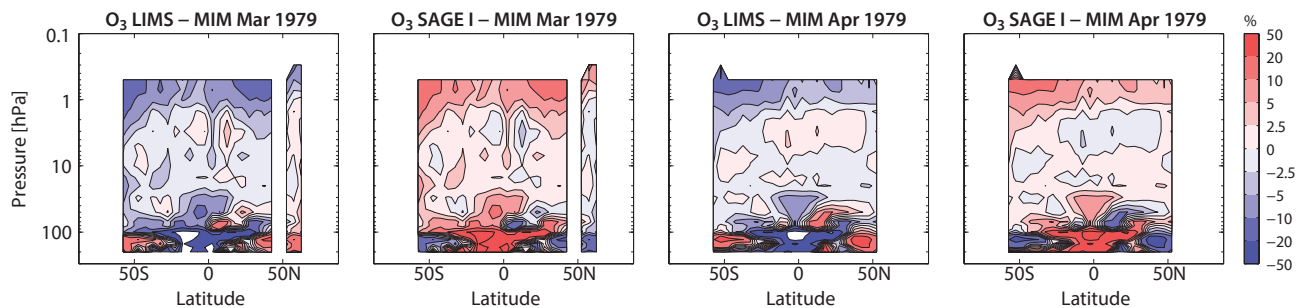 O₃ LIMS – MIM Mar 1979
O₃ SAGE I – MIM Mar 1979
O₃ LIMS – MIM Apr 1979
O₃ SAGE I – MIM Apr 1979
%
Pressure [hPa]
0.1
1
10
100
50S 0 50N
50S 0 50N
50S 0 50N
50S 0 50N
Latitude
Latitude
Latitude
Latitude
50
20
10
5
2.5
0
−2.5
−5
−10
−20
−50